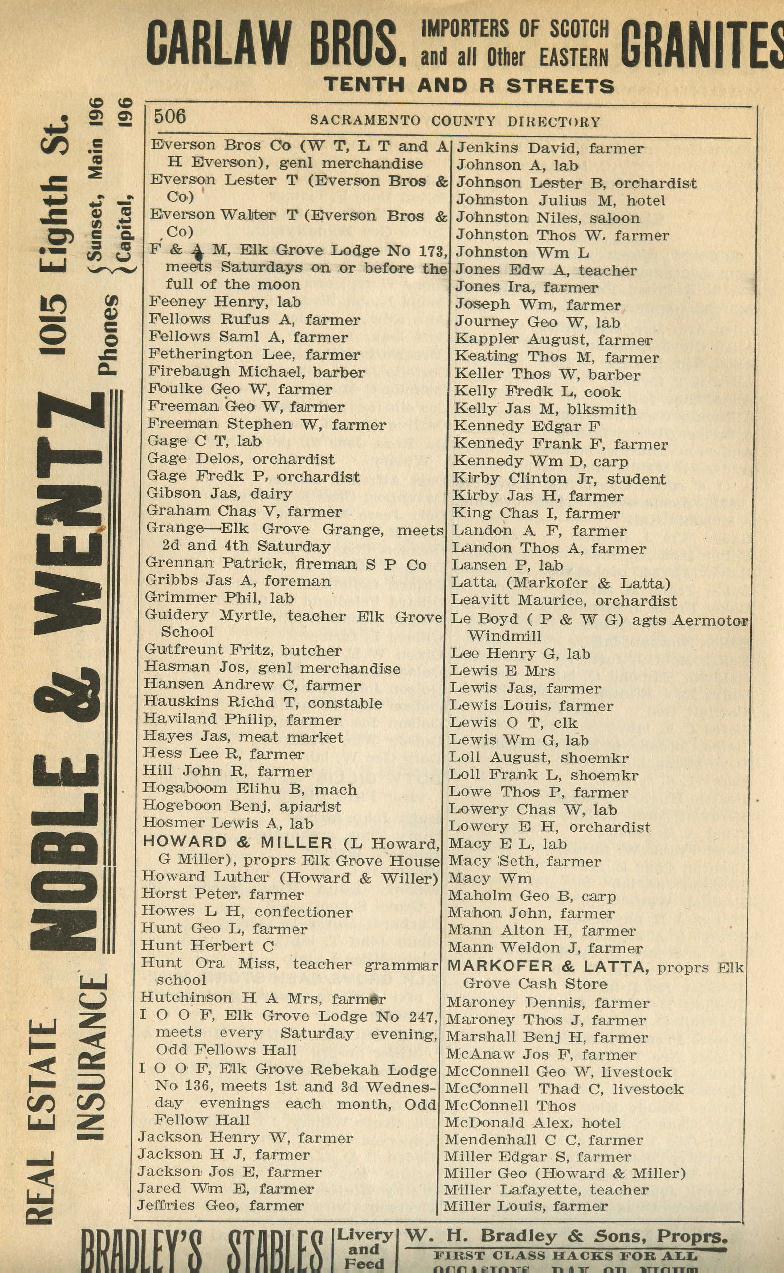 CARLAW BROS. IMPORTERS OF SCOTCH and all Other EASTERN GRANITES
TENTH AND R STREETS
506 SACRAMENTO COUNTY DIRECTORY
Everson Bros Co (W T, L T and A
H Everson), genl merchandise
Everson Lester T (Everson Bros &
Co)
Everson Walter T (Everson Bros &
Co)
F & A M, Elk Grove Lodge No 173,
meets Saturdays on or before the
full of the moon
Feeney Henry, lab
Fellows Rufus A, farmer
Fellows Saml A, farmer
Fetherington Lee, farmer
Firebaugh Michael, barber
Foulke Geo W, farmer
Freeman Geo W, farmer
Freeman Stephen W, farmer
Gage C T, lab
Gage Delos, orchardist
Gage Fredk P, orchardist
Gibson Jas, dairy
Graham Chas V, farmer
Grange—Elk Grove Grange, meets
2d and 4th Saturday
Grennan Patrick, fireman S P Co
Gribbs Jas A, foreman
Grimmer Phil, lab
Guidery Myrtle, teacher Elk Grove
School
Gutfreunt Fritz, butcher
Hasman Jos, genl merchandise
Hansen Andrew C, farmer
Hauskins Richd T, constable
Haviland Philip, farmer
Hayes Jas, meat market
Hess Lee R, farmer
Hill John R, farmer
Hogaboom Elihu B, mach
Hogeboon Benj, apiarist
Hosmer Lewis A, lab
HOWARD & MILLER (L Howard,
G Miller), proprs Elk Grove House
Howard Luther (Howard & Willer)
Horst Peter, farmer
Howes L H, confectioner
Hunt Geo L, farmer
Hunt Herbert C
Hunt Ora Miss, teacher grammar
school
Hutchinson H A Mrs, farmer
I O O F, Elk Grove Lodge No 247,
meets every Saturday evening,
Odd Fellows Hall
I O O F, Elk Grove Rebekah Lodge
No 136, meets 1st and 3d Wednes-
day evenings each month, Odd
Fellow Hall
Jackson Henry W, farmer
Jackson H J, farmer
Jackson Jos E, farmer
Jared Wm E, farmer
Jeffries Geo, farmer
Jenkins David, farmer
Johnson A, lab
Johnson Lester B, orchardist
Johnston Julius M, hotel
Johnston Niles, saloon
Johnston Thos W, farmer
Johnston Wm L
Jones Edw A, teacher
Jones Ira, farmer
Joseph Wm, farmer
Journey Geo W, lab
Kappler August, farmer
Keating Thos M, farmer
Keller Thos W, barber
Kelly Fredk L, cook
Kelly Jas M, blksmith
Kennedy Edgar F
Kennedy Frank F, farmer
Kennedy Wm D, carp
Kirby Clinton Jr, student
Kirby Jas H, farmer
King Chas I, farmer
Landon A F, farmer
Landon Thos A, farmer
Larsen P, lab
Latta (Markofer & Latta)
Leavitt Maurice, orchardist
Le Boyd ( P & W G) agts Aermotor
Windmill
Lee Henry G, lab
Lewis E Mrs
Lewis Jas, farmer
Lewis Louis, farmer
Lewis O T, clk
Lewis Wm G, lab
Loll August, shoemkr
Loll Frank L, shoemkr
Lowe Thos P, farmer
Lowery Chas W, lab
Lowery E H, orchardist
Macy E L, lab
Macy Seth, farmer
Macy Wm
Maholm Geo B, carp
Mahon John, farmer
Mann Alton H, farmer
Mann Weldon J, farmer
MARKOFER & LATTA, proprs Elk
Grove Cash Store
Maroney Dennis, farmer
Maroney Thos J, farmer
Marshall Benj H, farmer
McAnaw Jos F, farmer
McConnell Geo W, livestock
McConnell Thad C, livestock
McConnell Thos
McDonald Alex, hotel
Mendenhall C C, farmer
Miller Edgar S, farmer
Miller Geo (Howard & Miller)
Miller Lafayette, teacher
Miller Louis, farmer
REAL ESTATE
INSURANCE
NOBLE & WENTZ
1015 Eighth St.
Phones {Sunset, Main 196
{Capital, 196
BRADLEY'S STABLES
Livery
and
Feed
W. H. Bradley & Sons, Proprs.
FIRST CLASS HACKS FOR ALL
OCCASIONS, DAY OR NIGHT